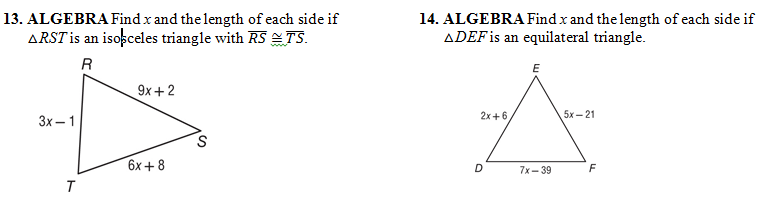 13. ALGEBRA Find x and the length of each side if
△RST is an isosceles triangle with R̅S̅ ≅ T̅S̅.
R
9x + 2
3x – 1
S
6x + 8
T
14. ALGEBRA Find x and the length of each side if
△DEF is an equilateral triangle.
E
2x + 6
5x – 21
D
7x – 39
F